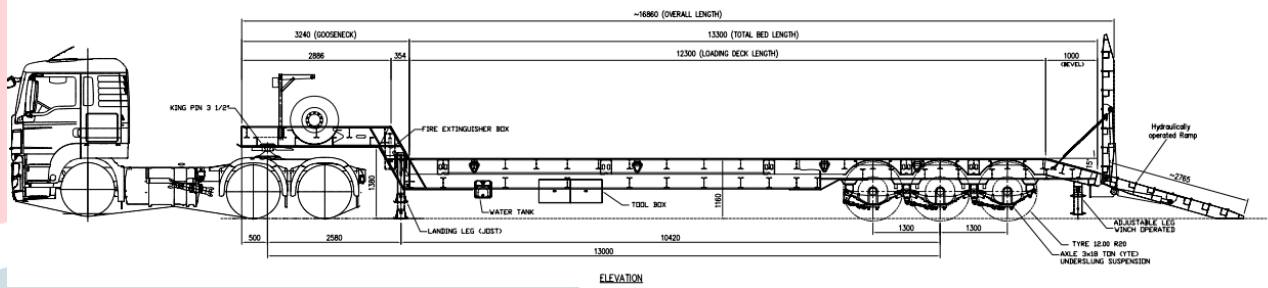 ~16860 (OVERALL LENGTH)
3240 (GOOSENECK)
13300 (TOTAL BED LENGTH)
2886
354
12300 (LOADING DECK LENGTH)
1000
(BEVEL)
KING PIN 3 1/2"
FIRE EXTINGUISHER BOX
Hydraulically
operated Ramp
15°
~2765
1380
1160
WATER TANK
TOOL BOX
LANDING LEG (JOST)
ADJUSTABLE LEG
WINCH OPERATED
500
2580
10420
1300
1300
13000
TYRE 12.00 R20
AXLE 3x18 TON (YTE)
UNDERSLUNG SUSPENSION
ELEVATION